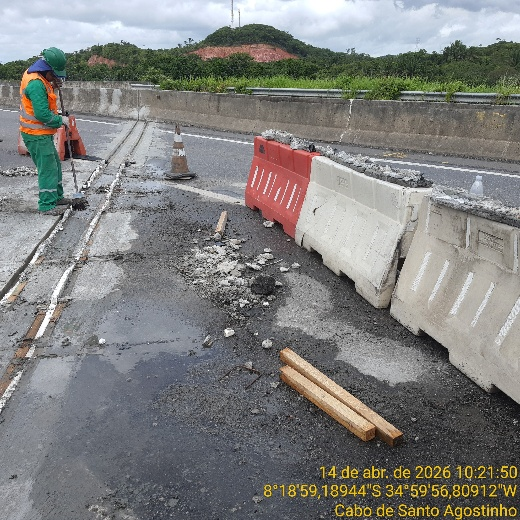 14 de abr. de 2026 10:21:50
8°18'59,18944"S 34°59'56,80912"W
Cabo de Santo Agostinho